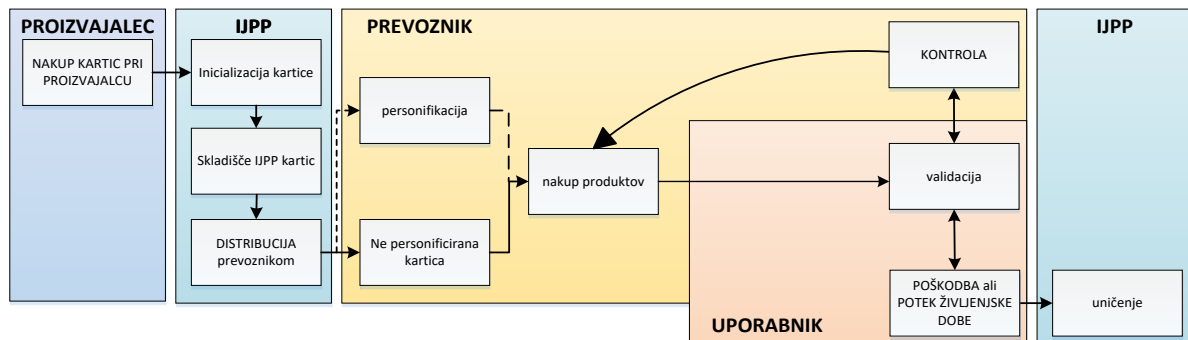 PROIZVAJALEC
NAKUP KARTIC PRI
PROIZVAJALCU
IJPP
Inicializacija kartice
Skladišče IJPP kartic
DISTRIBUCIJA
prevoznikom
PREVOZNIK
personifikacija
Ne personificirana
kartica
nakup produktov
KONTROLA
validacija
POŠKODBA ali
POTEK ŽIVLJENJSKE
DOBE
UPORABNIK
IJPP
uničenje